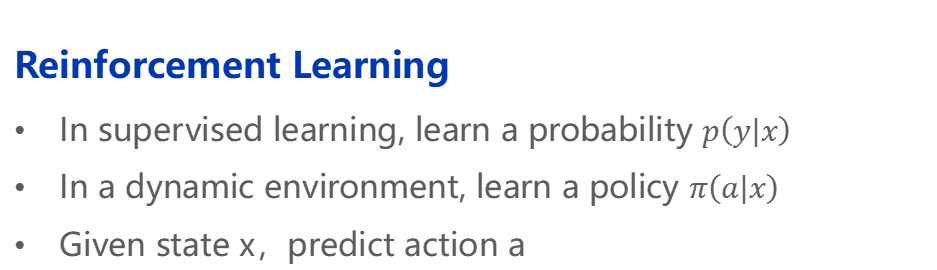 Reinforcement Learning
• In supervised learning, learn a probability 𝑝(𝑦|𝑥)
• In a dynamic environment, learn a policy 𝜋(𝑎|𝑥)
• Given state x，predict action a